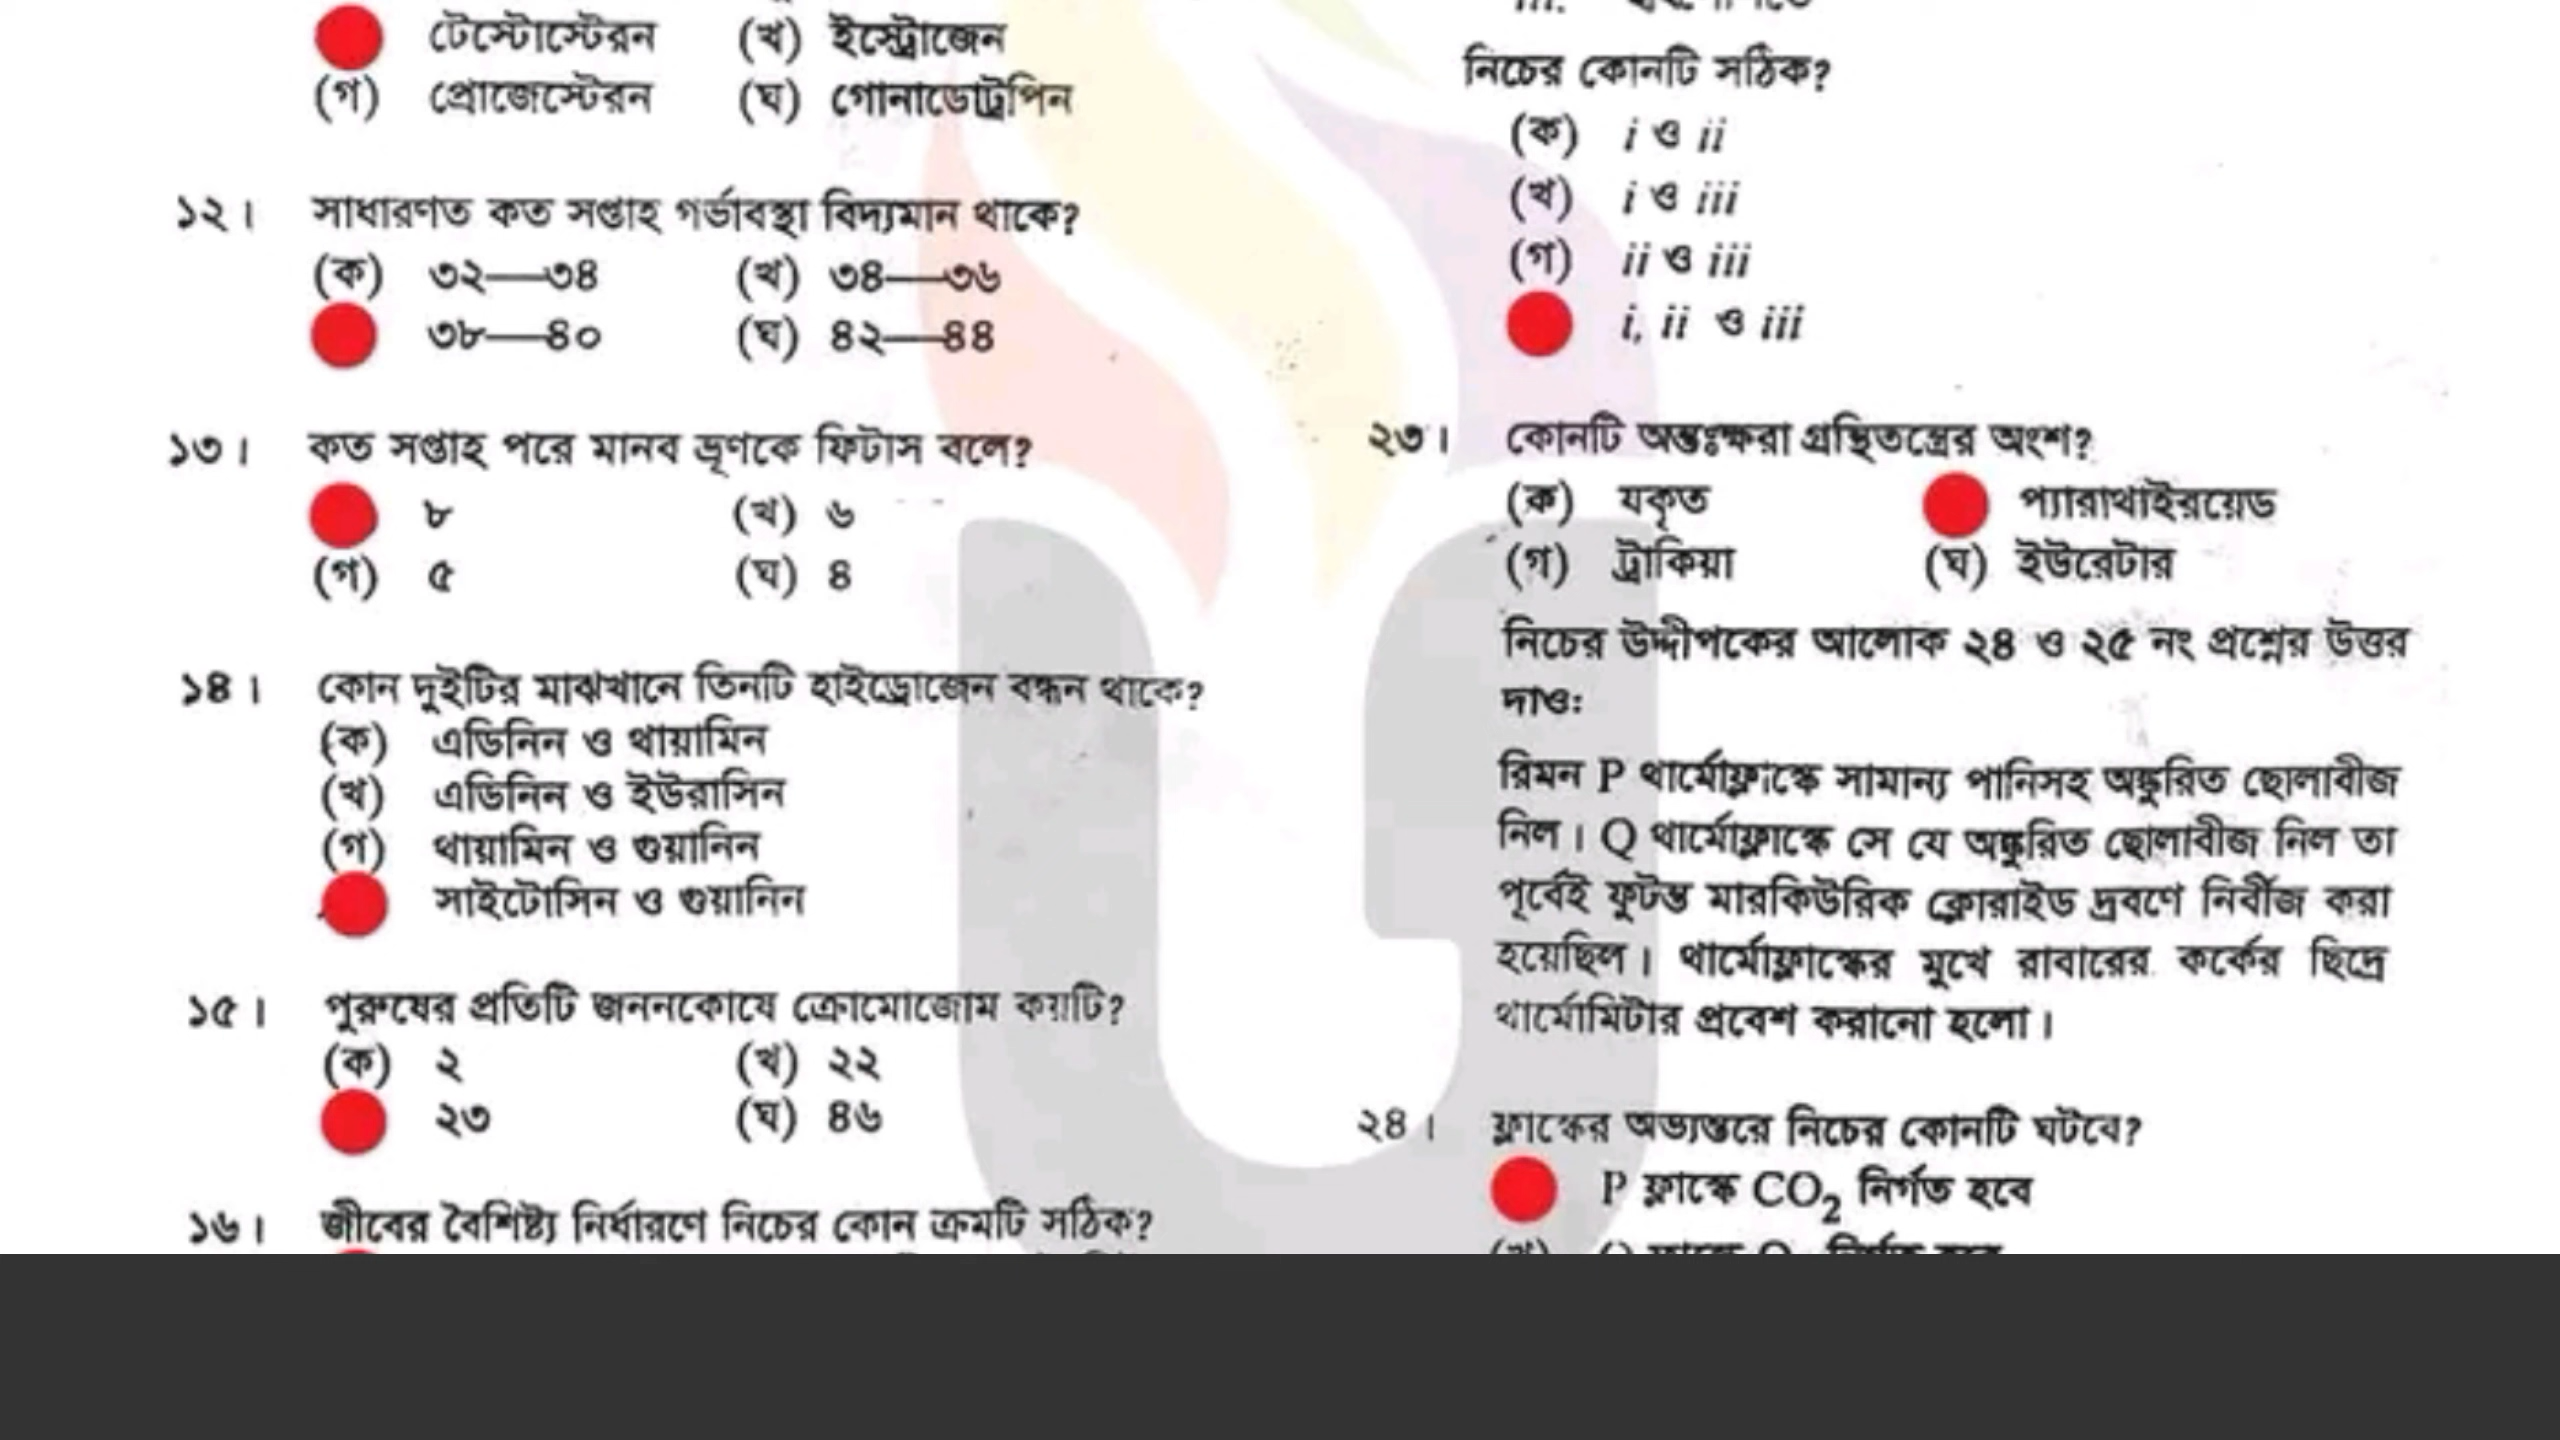 টেস্টোস্টেরন (খ) ইস্ট্রোজেন
(গ) প্রোজেস্টেরন (ঘ) গোনাডোট্রপিন
১২। সাধারণত কত সপ্তাহ গর্ভাবস্থা বিদ্যমান থাকে?
(ক) ৩২—৩৪ (খ) ৩৪—৩৬
৩৮—৪০ (ঘ) ৪২—৪৪
১৩। কত সপ্তাহ পরে মানব ভ্রূণকে ফিটাস বলে?
৮ (খ) ৬
(গ) ৫ (ঘ) ৪
১৪। কোন দুইটির মাঝখানে তিনটি হাইড্রোজেন বন্ধন থাকে?
(ক) এডিনিন ও থায়ামিন
(খ) এডিনিন ও ইউরাসিন
(গ) থায়ামিন ও গুয়ানিন
সাইটোসিন ও গুয়ানিন
১৫। পুরুষের প্রতিটি জননকোষে ক্রোমোজোম কয়টি?
(ক) ২ (খ) ২২
২৩ (ঘ) ৪৬
১৬। জীবের বৈশিষ্ট্য নির্ধারণে নিচের কোন ক্রমটি সঠিক?
iii.
নিচের কোনটি সঠিক?
(ক) i ও ii
(খ) i ও iii
(গ) ii ও iii
i, ii ও iii
২৩। কোনটি অন্তঃক্ষরা গ্রন্থিতন্ত্রের অংশ?
(ক) যকৃত প্যারাথাইরয়েড
(গ) ট্রাকিয়া (ঘ) ইউরেটার
নিচের উদ্দীপকের আলোক ২৪ ও ২৫ নং প্রশ্নের উত্তর
দাও:
রিমন P থার্মোফ্লাস্কে সামান্য পানিসহ অঙ্কুরিত ছোলাবীজ
নিল। Q থার্মোফ্লাস্কে সে যে অঙ্কুরিত ছোলাবীজ নিল তা
পূর্বেই ফুটন্ত মারকিউরিক ক্লোরাইড দ্রবণে নির্বীজ করা
হয়েছিল। থার্মোফ্লাস্কের মুখে রাবারের কর্কের ছিদ্রে
থার্মোমিটার প্রবেশ করানো হলো।
২৪। ফ্লাস্কের অভ্যন্তরে নিচের কোনটি ঘটবে?
P ফ্লাস্কে CO₂ নির্গত হবে